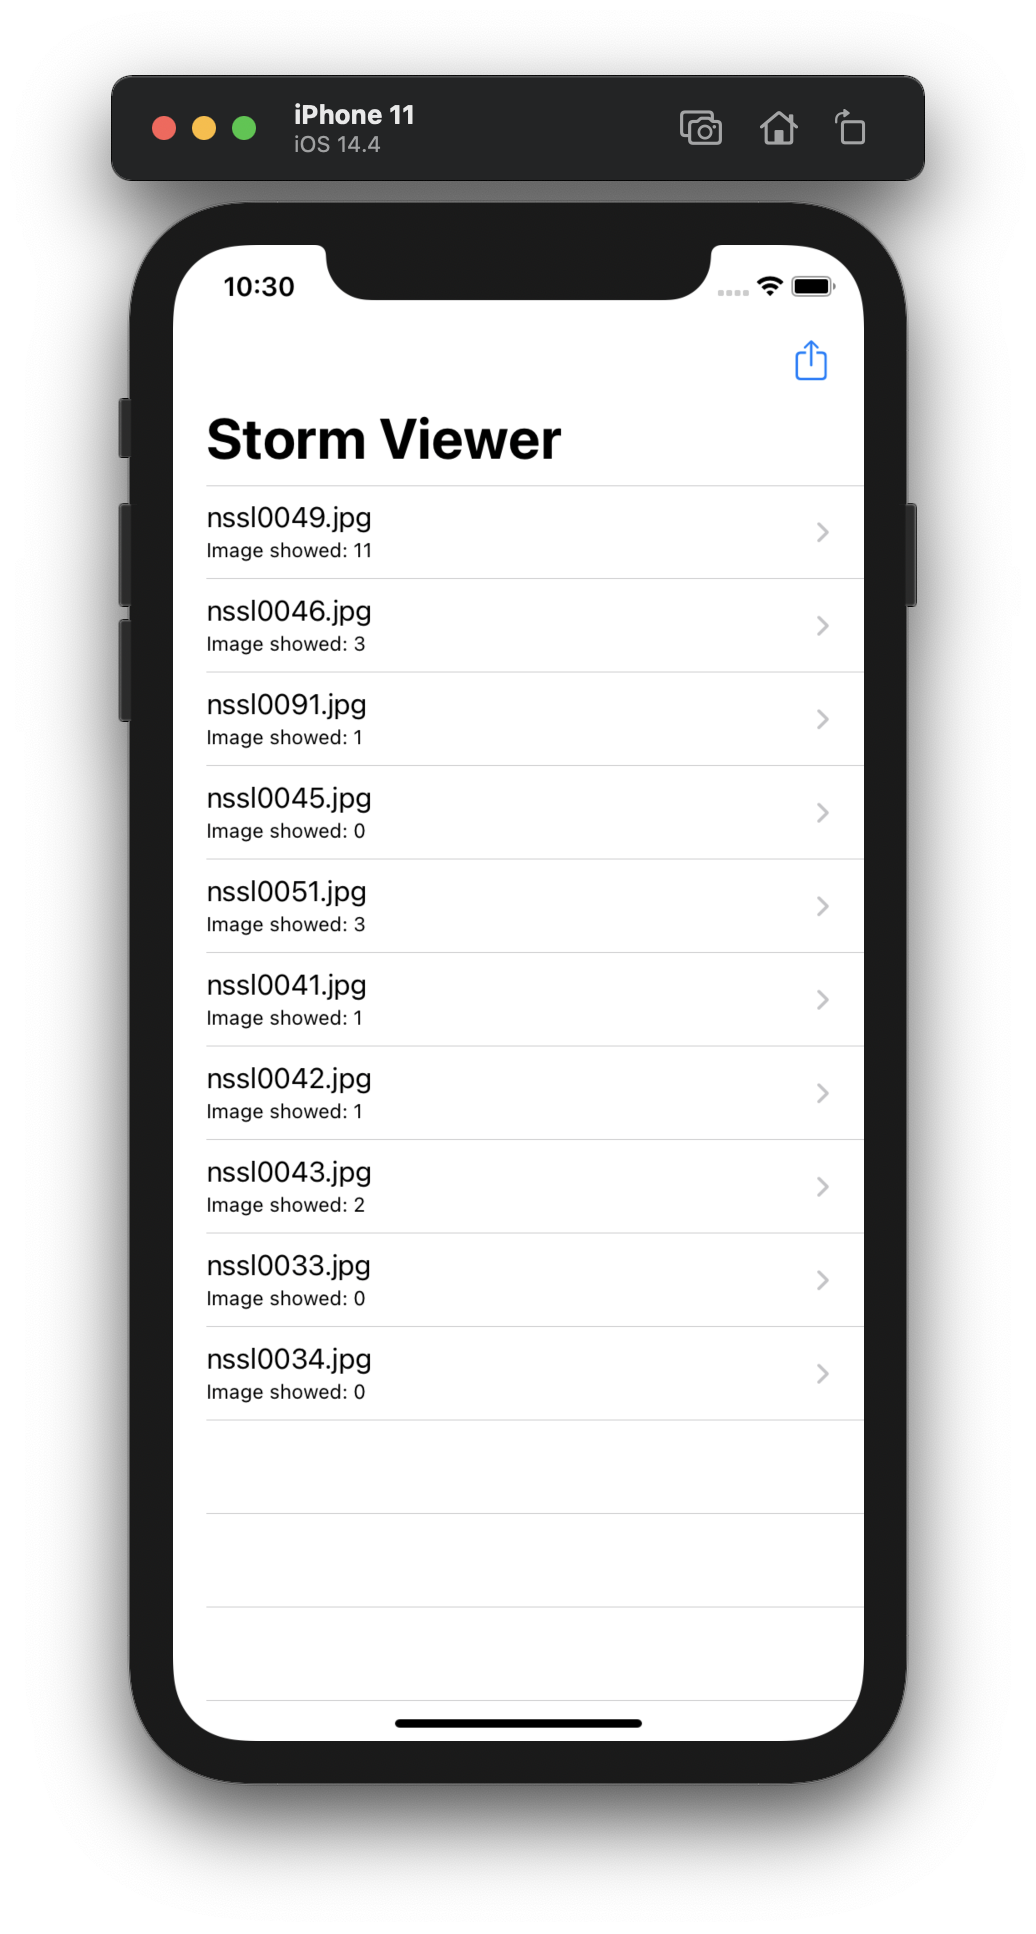 iPhone 11
iOS 14.4
10:30
Storm Viewer
nssl0049.jpg
Image showed: 11
nssl0046.jpg
Image showed: 3
nssl0091.jpg
Image showed: 1
nssl0045.jpg
Image showed: 0
nssl0051.jpg
Image showed: 3
nssl0041.jpg
Image showed: 1
nssl0042.jpg
Image showed: 1
nssl0043.jpg
Image showed: 2
nssl0033.jpg
Image showed: 0
nssl0034.jpg
Image showed: 0